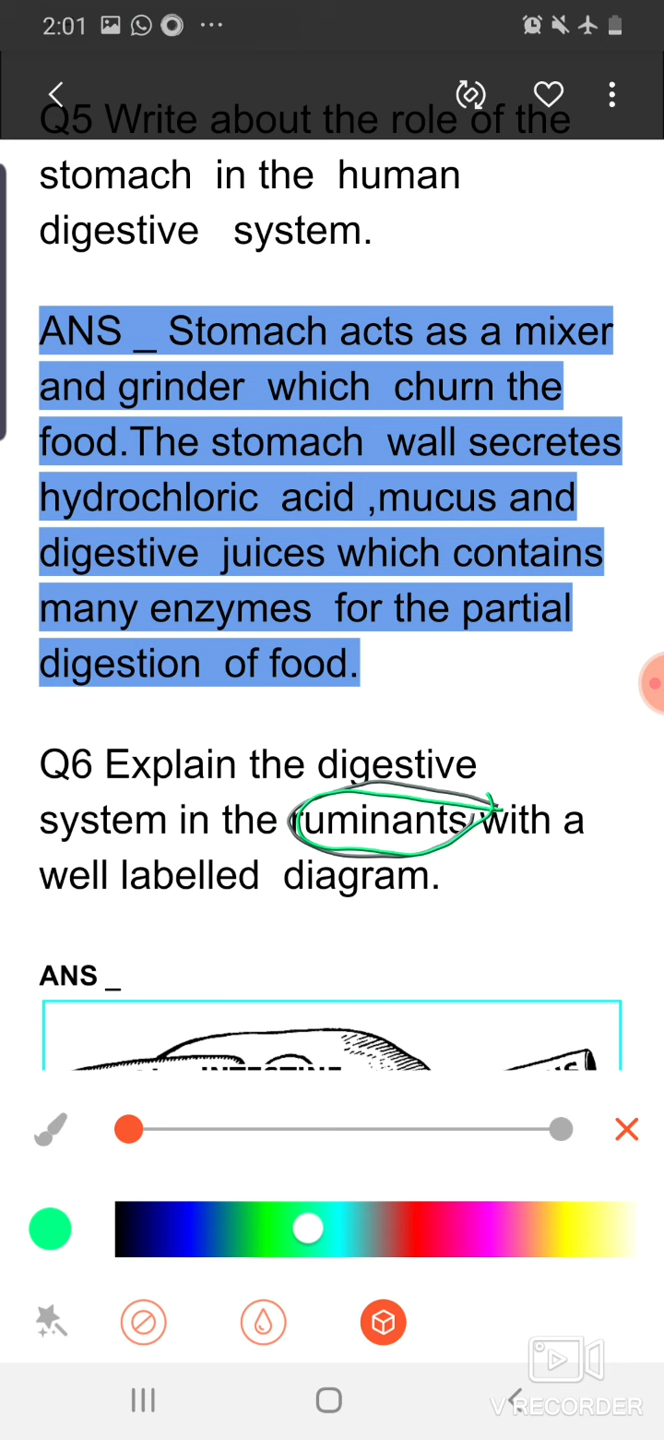 2:01
Q5 Write about the role of the
stomach in the human
digestive system.
ANS _ Stomach acts as a mixer
and grinder which churn the
food.The stomach wall secretes
hydrochloric acid ,mucus and
digestive juices which contains
many enzymes for the partial
digestion of food.
Q6 Explain the digestive
system in the ruminants with a
well labelled diagram.
ANS _
V RECORDER